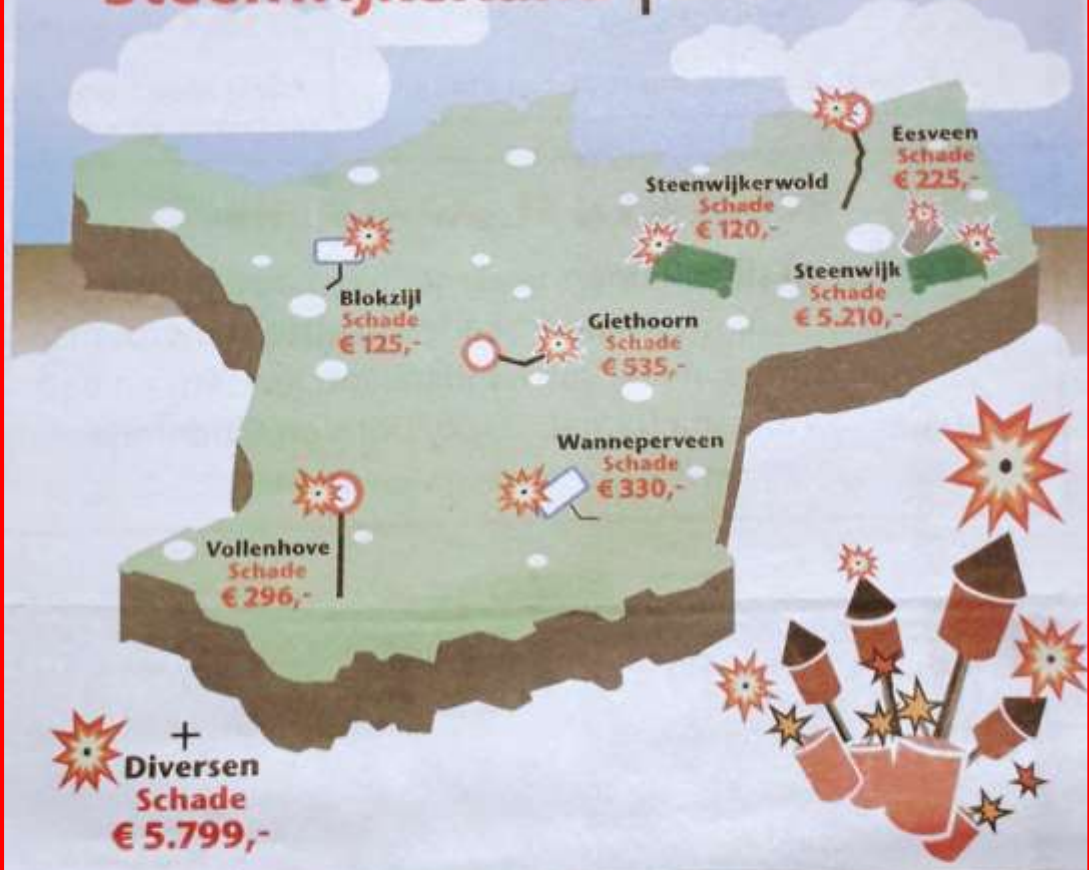 Eesveen
Schade
€ 225,-
Steenwijkerwold
Schade
€ 120,-
Steenwijk
Schade
€ 5.210,-
Blokzijl
Schade
€ 125,-
Giethoorn
Schade
€ 535,-
Wanneperveen
Schade
€ 330,-
Vollenhove
Schade
€ 296,-
+
Diversen
Schade
€ 5.799,-